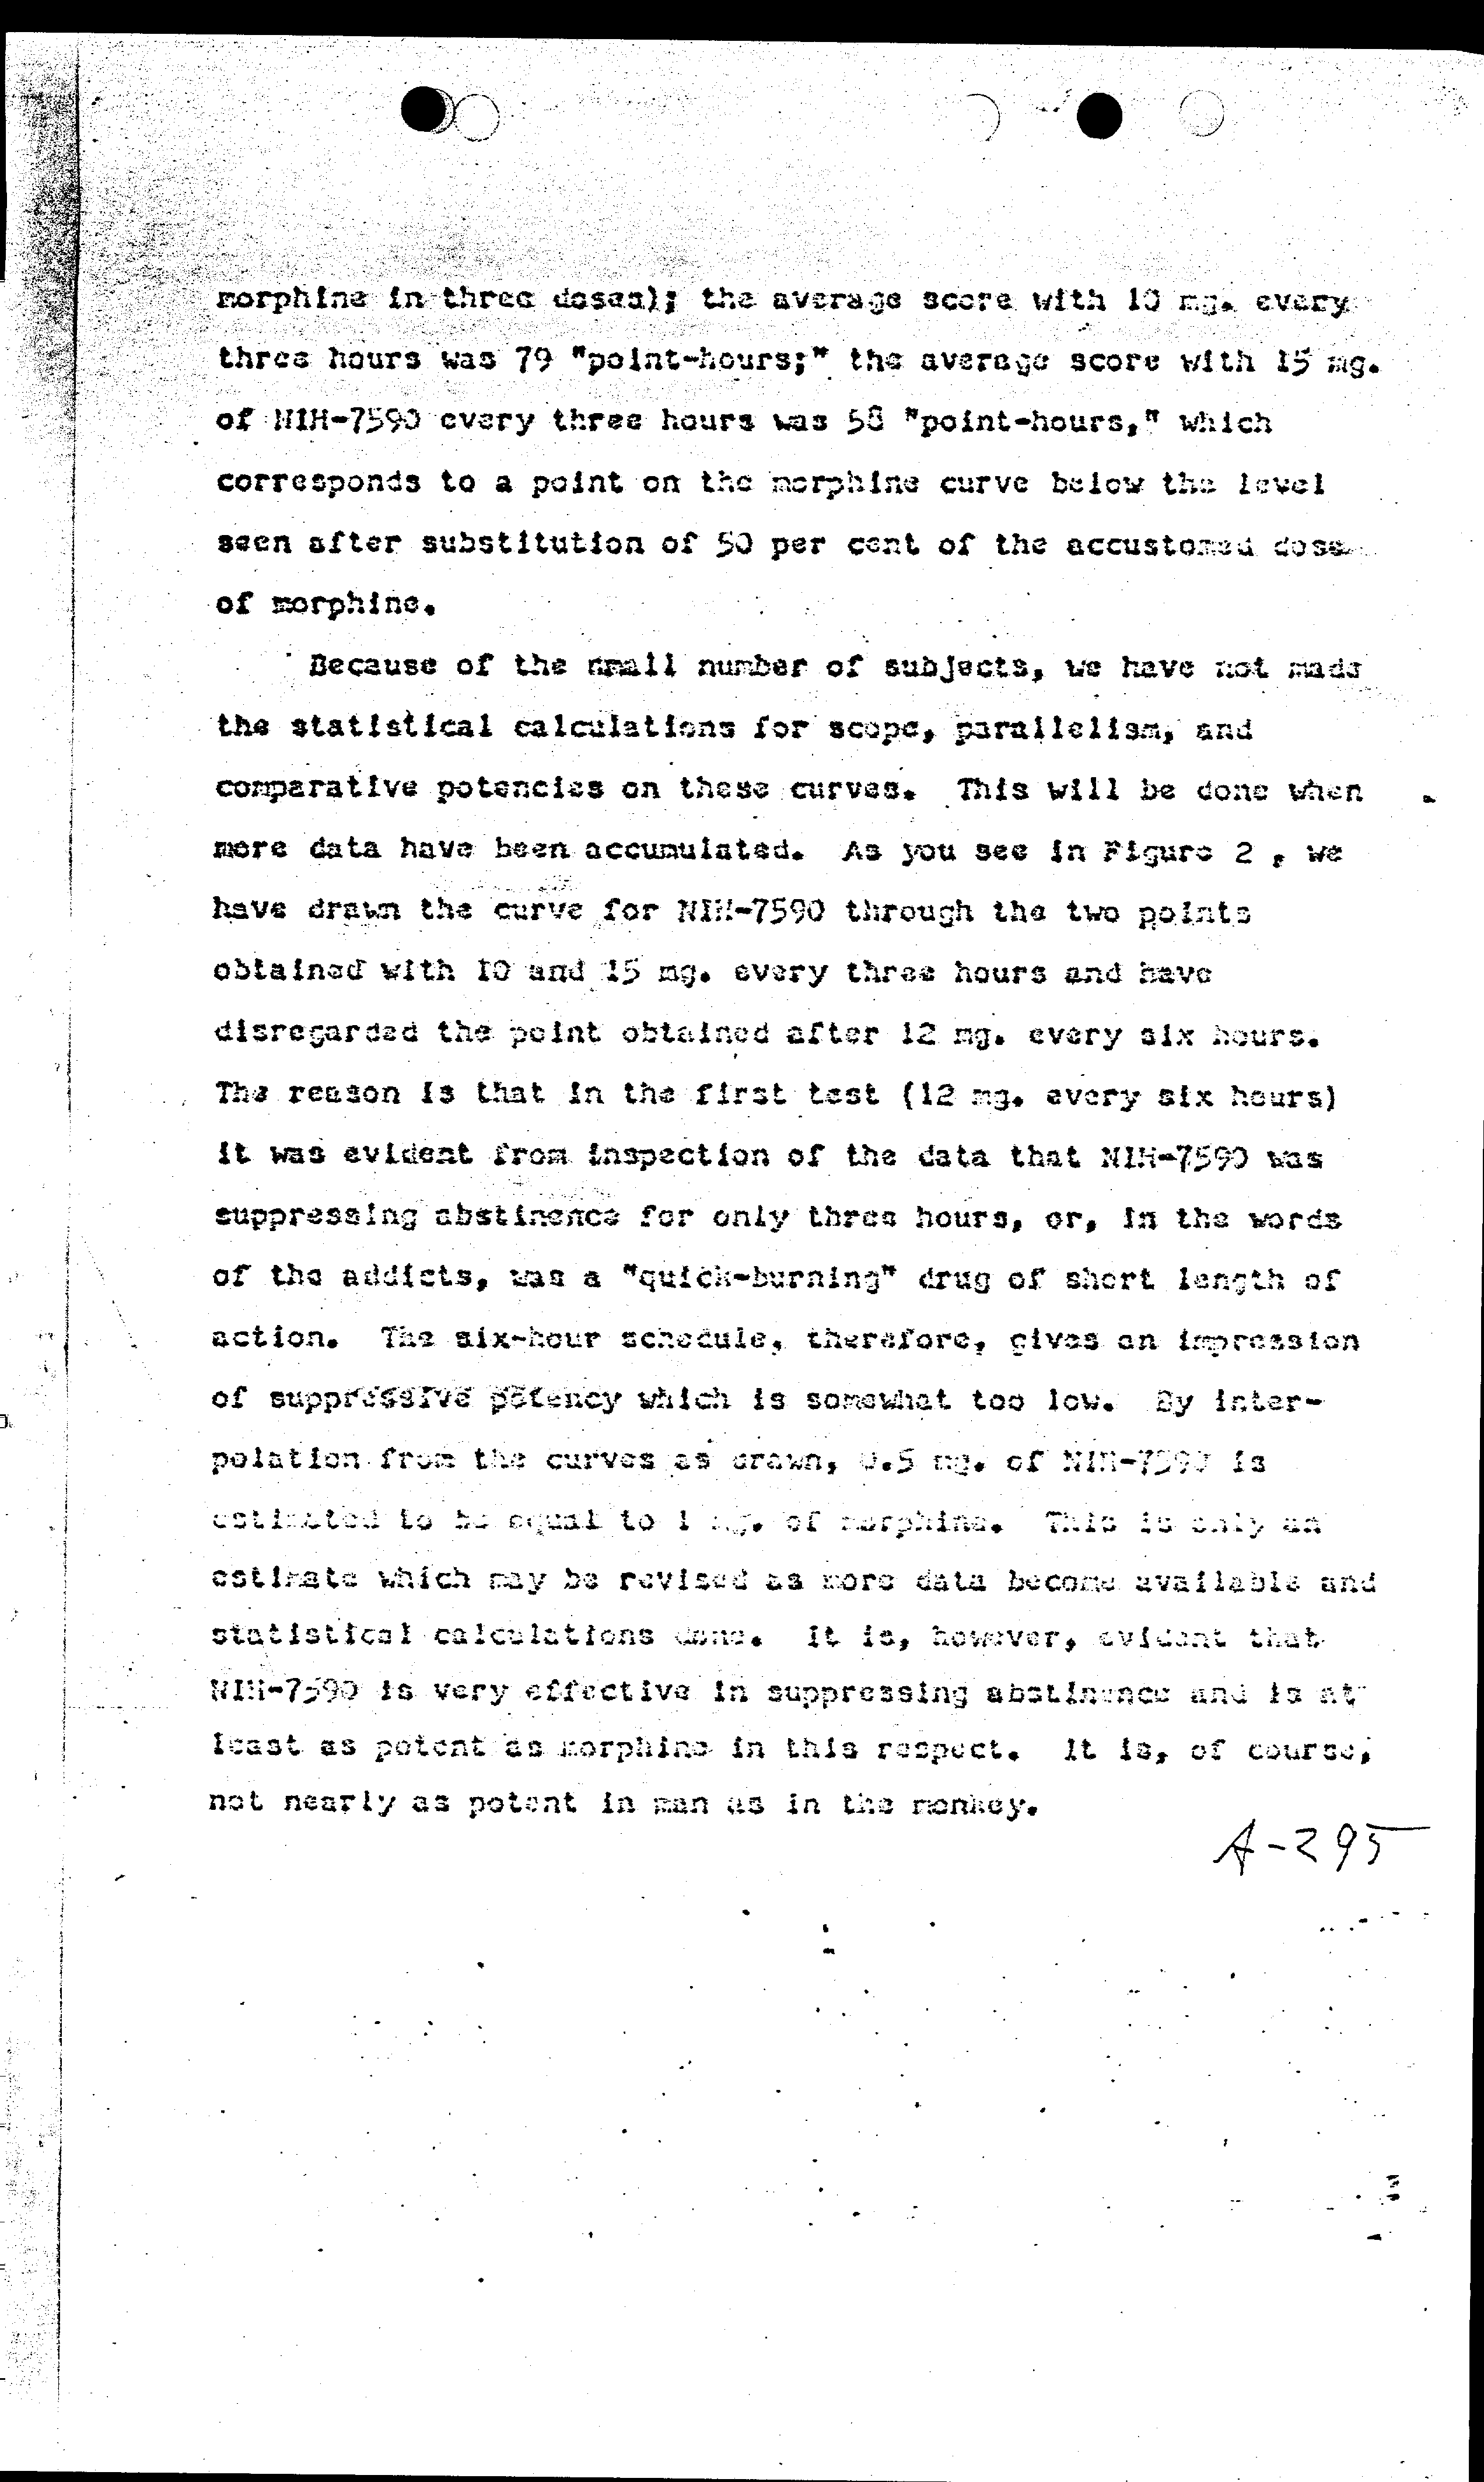 morphine in three doses); the average score with 10 mg. every
three hours was 79 "point-hours;" the average score with 15 mg.
of NIH-7590 every three hours was 58 "point-hours," which
corresponds to a point on the morphine curve below the level
seen after substitution of 50 per cent of the accustomed dose
of morphine.
Because of the small number of subjects, we have not made
the statistical calculations for scope, parallelism, and
comparative potencies on these curves. This will be done when
more data have been accumulated. As you see in Figure 2 , we
have drawn the curve for NIH-7590 through the two points
obtained with 10 and 15 mg. every three hours and have
disregarded the point obtained after 12 mg. every six hours.
The reason is that in the first test (12 mg. every six hours)
it was evident from inspection of the data that NIH-7590 was
suppressing abstinence for only three hours, or, in the words
of the addicts, was a "quick-burning" drug of short length of
action. The six-hour schedule, therefore, gives an impression
of suppressive potency which is somewhat too low. By inter-
polation from the curves as drawn, 0.5 mg. of NIH-7590 is
estimated to be equal to 1 mg. of morphine. This is only an
estimate which may be revised as more data become available and
statistical calculations done. It is, however, evident that
NIH-7590 is very effective in suppressing abstinence and is at
least as potent as morphine in this respect. It is, of course,
not nearly as potent in man as in the monkey.
A-295